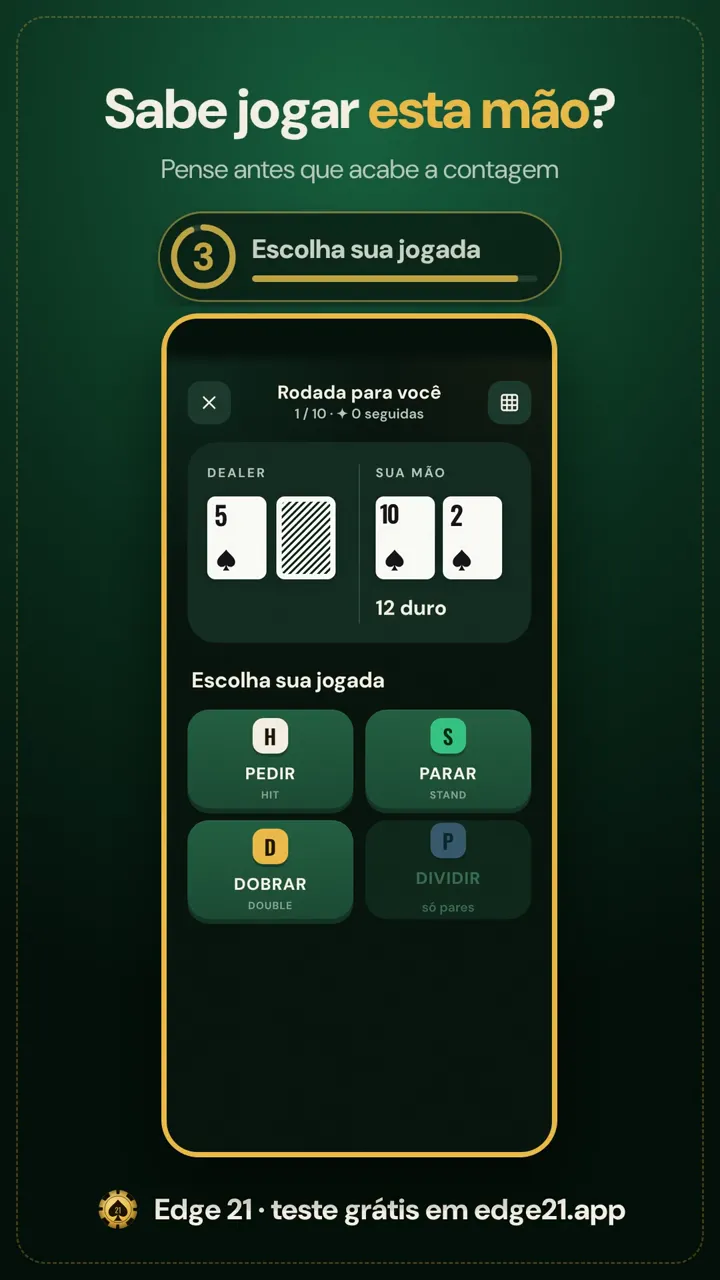 Sabe jogar esta mão?
Pense antes que acabe a contagem
3
Escolha sua jogada
Rodada para você
1 / 10 · ✦ 0 seguidas
DEALER
SUA MÃO
5
10
2
12 duro
Escolha sua jogada
H
PEDIR
HIT
S
PARAR
STAND
D
DOBRAR
DOUBLE
P
DIVIDIR
só pares
21
Edge 21 · teste grátis em edge21.app